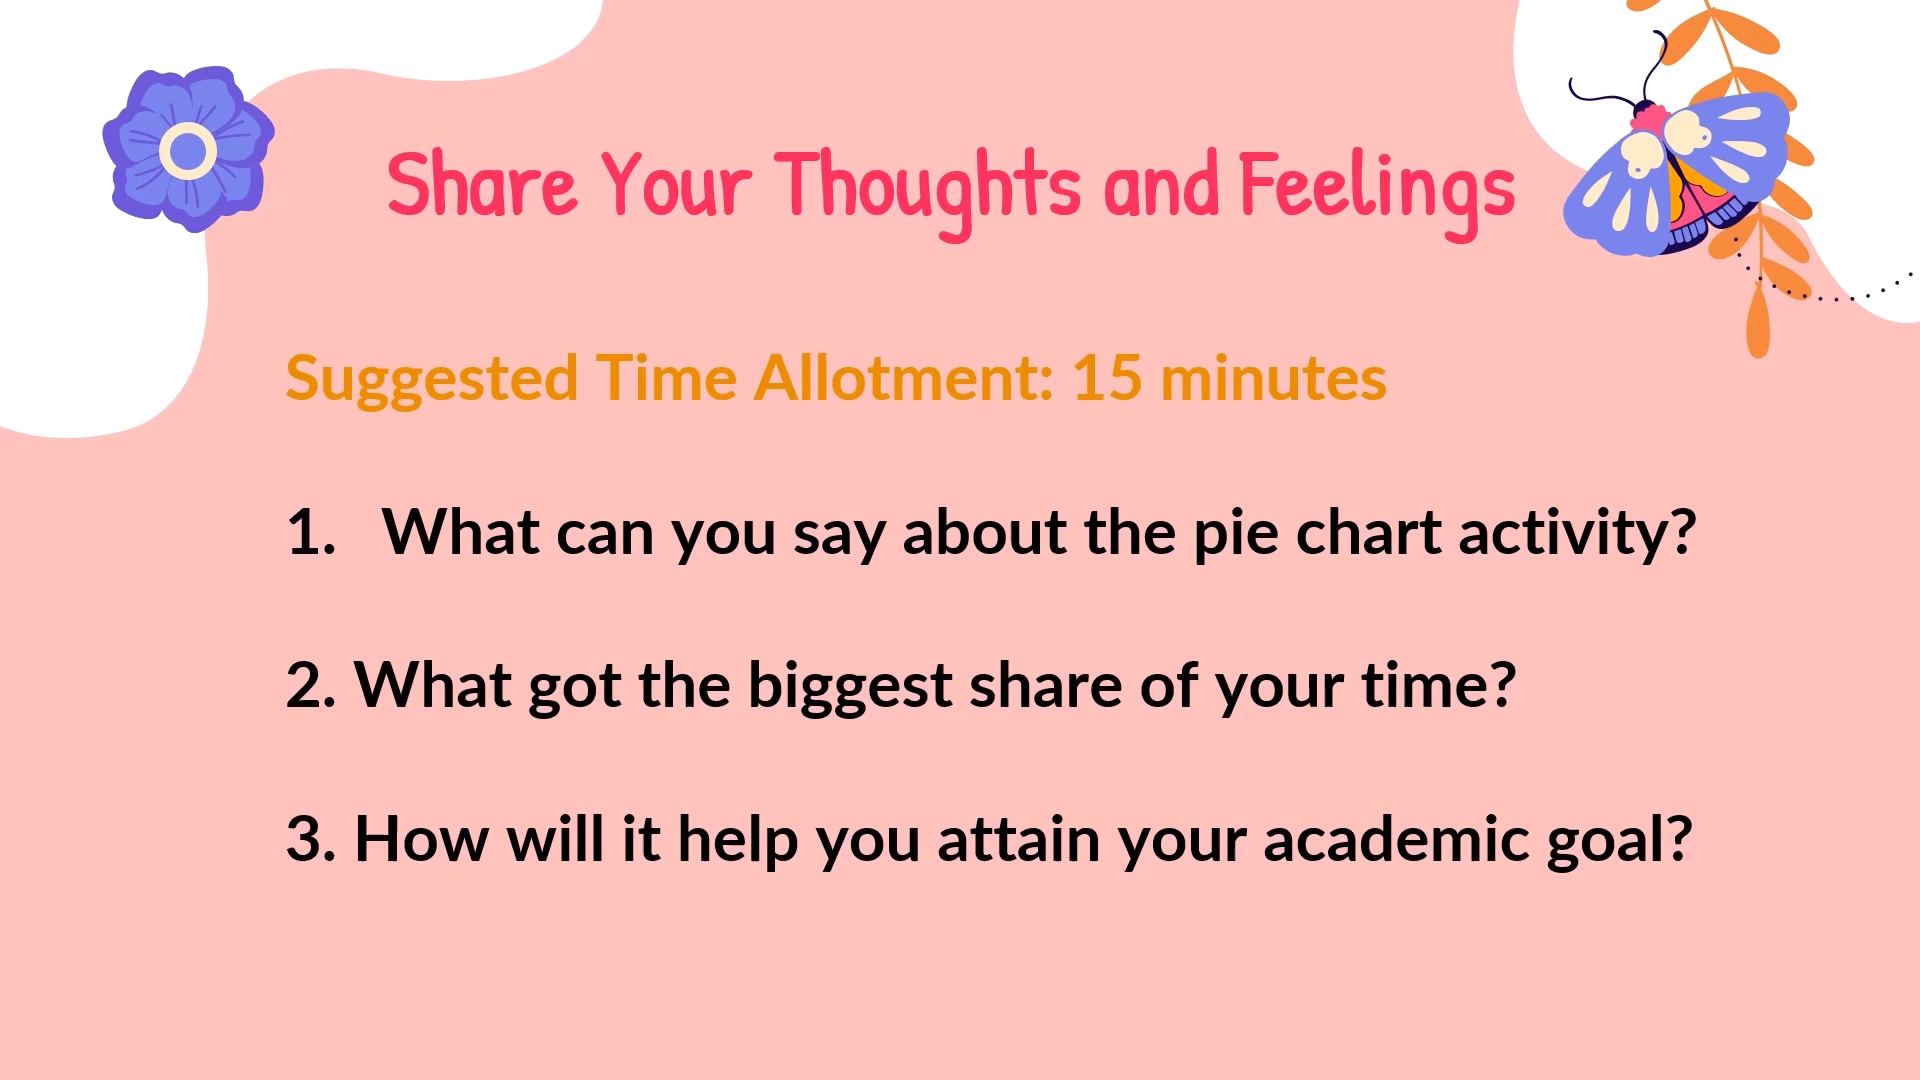 Share Your Thoughts and Feelings
Suggested Time Allotment: 15 minutes
1. What can you say about the pie chart activity?
2. What got the biggest share of your time?
3. How will it help you attain your academic goal?